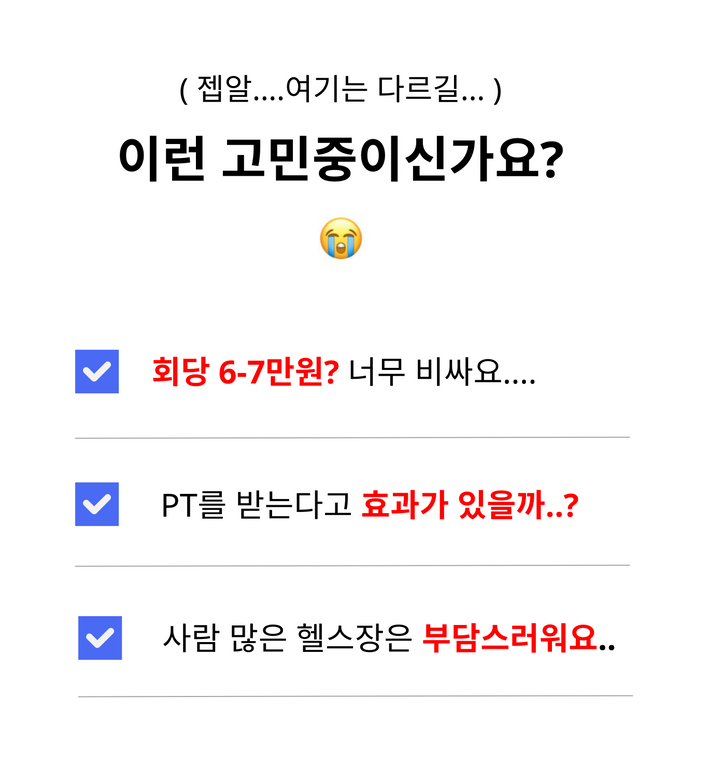 ( 젭알....여기는 다르길... )
이런 고민중이신가요?
회당 6-7만원? 너무 비싸요....
PT를 받는다고 효과가 있을까..?
사람 많은 헬스장은 부담스러워요..